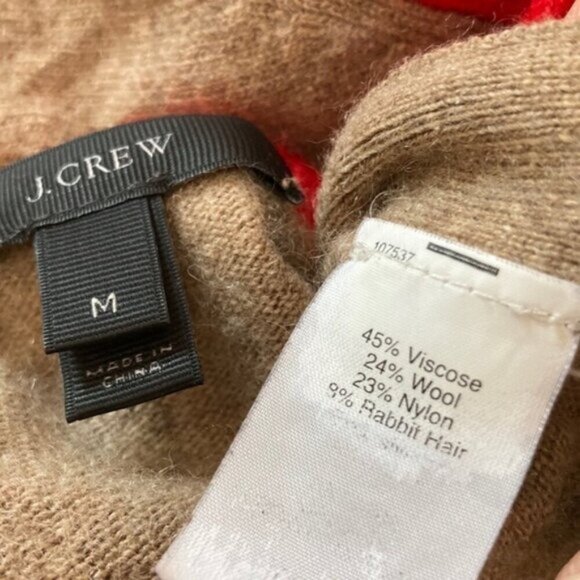 J.CREW
M
MADE IN
CHINA
107537
45% Viscose
24% Wool
23% Nylon
8% Rabbit Hair